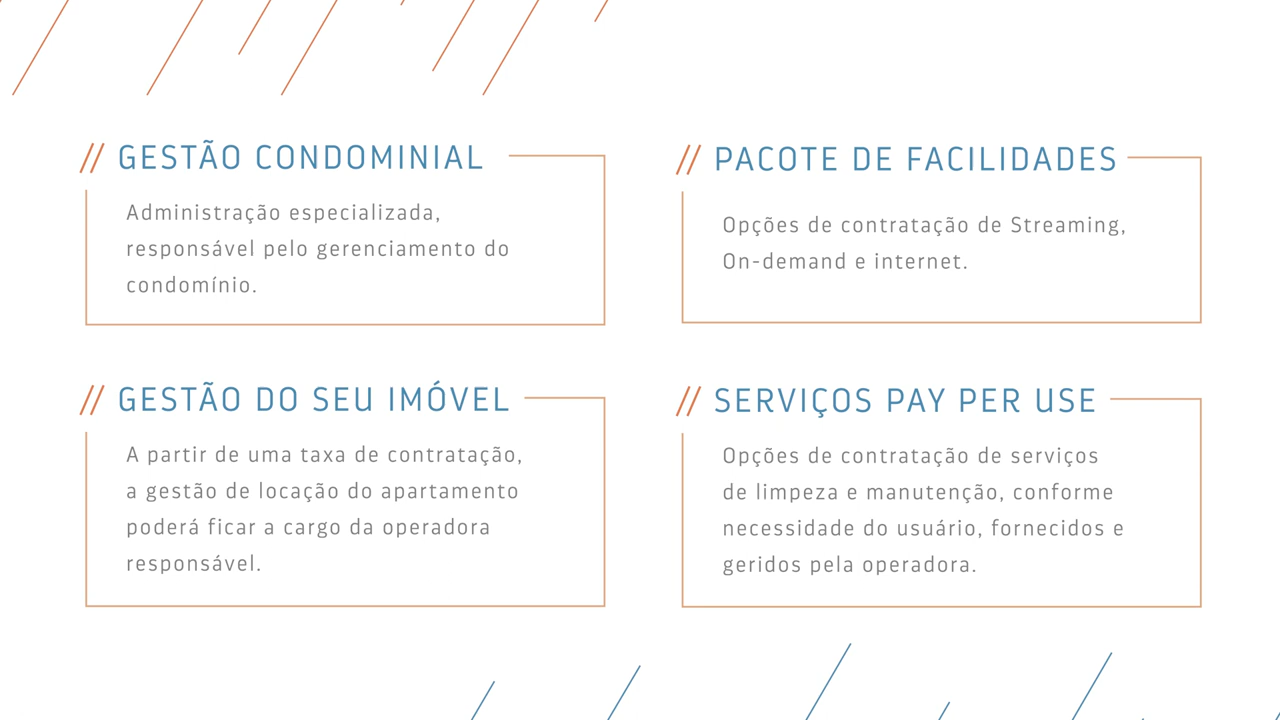 // GESTÃO CONDOMINIAL
Administração especializada,
responsável pelo gerenciamento do
condomínio.
// PACOTE DE FACILIDADES
Opções de contratação de Streaming,
On-demand e internet.
// GESTÃO DO SEU IMÓVEL
A partir de uma taxa de contratação,
a gestão de locação do apartamento
poderá ficar a cargo da operadora
responsável.
// SERVIÇOS PAY PER USE
Opções de contratação de serviços
de limpeza e manutenção, conforme
necessidade do usuário, fornecidos e
geridos pela operadora.